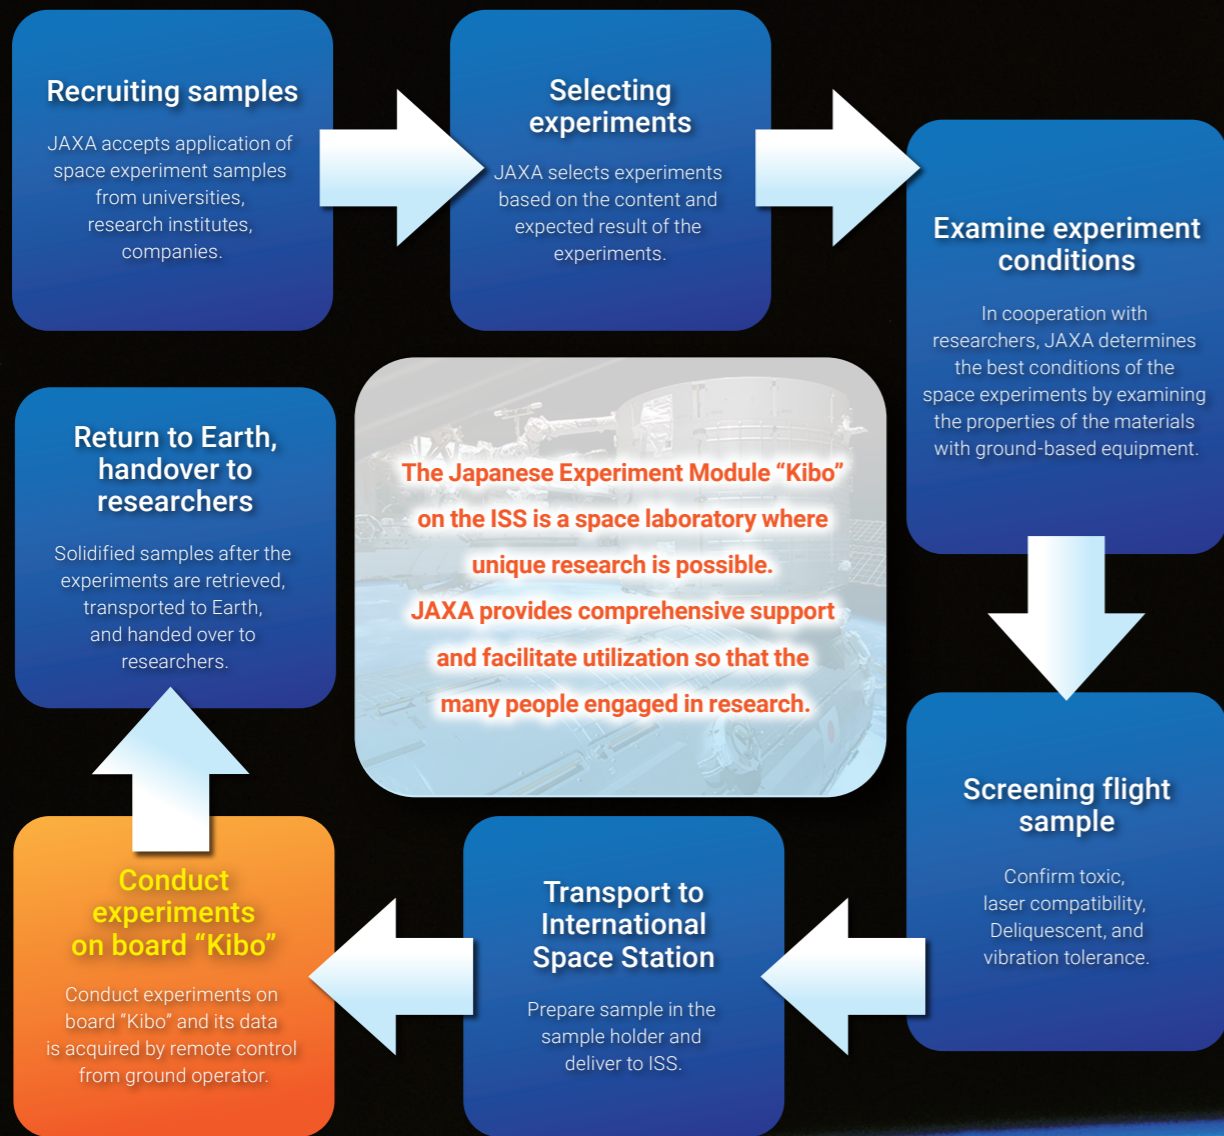 Recruiting samples
JAXA accepts application of
space experiment samples
from universities,
research institutes,
companies.
Selecting
experiments
JAXA selects experiments
based on the content and
expected result of the
experiments.
Examine experiment
conditions
In cooperation with
researchers, JAXA determines
the best conditions of the
space experiments by examining
the properties of the materials
with ground-based equipment.
Screening flight
sample
Confirm toxic,
laser compatibility,
Deliquescent, and
vibration tolerance.
Transport to
International
Space Station
Prepare sample in the
sample holder and
deliver to ISS.
Conduct
experiments
on board “Kibo”
Conduct experiments on
board “Kibo” and its data
is acquired by remote control
from ground operator.
Return to Earth,
handover to
researchers
Solidified samples after the
experiments are retrieved,
transported to Earth,
and handed over to
researchers.
The Japanese Experiment Module “Kibo”
on the ISS is a space laboratory where
unique research is possible.
JAXA provides comprehensive support
and facilitate utilization so that the
many people engaged in research.